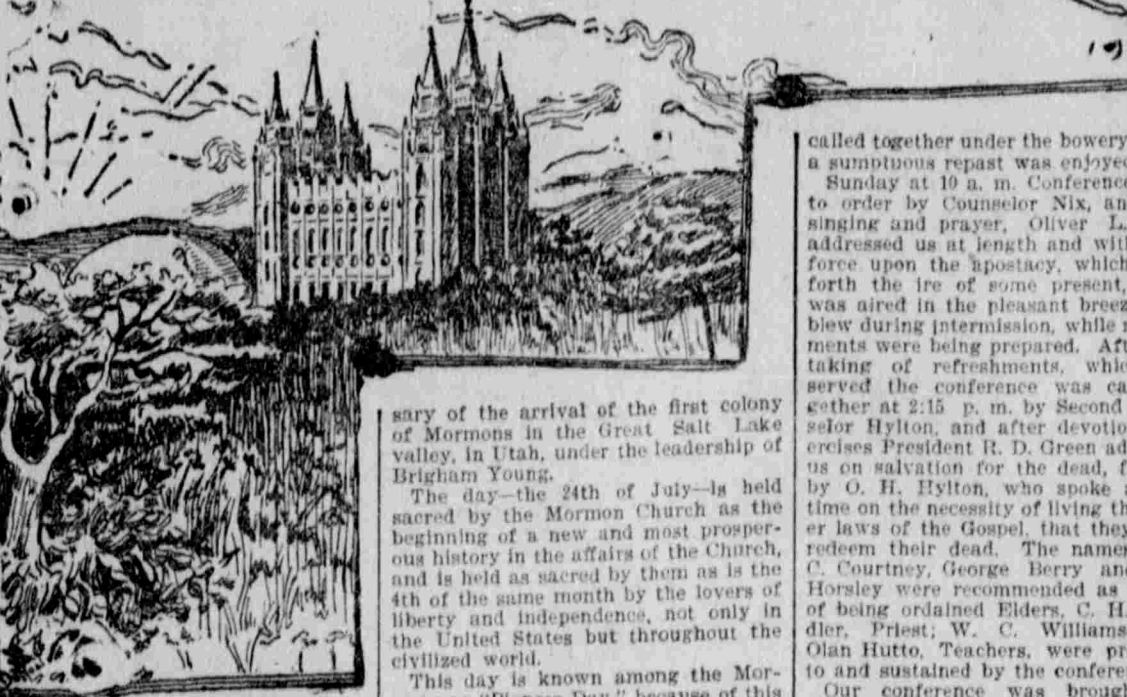 sary of the arrival of the first colony
of Mormons in the Great Salt Lake
valley, in Utah, under the leadership of
Brigham Young.
The day—the 24th of July—is held
sacred by the Mormon Church as the
beginning of a new and most prosper-
ous history in the affairs of the Church,
and is held as sacred by them as is the
4th of the same month by the lovers of
liberty and independence, not only in
the United States but throughout the
civilized world.
This day is known among the Mor-
Day," because of this
called together under the bowery
a sumptuous repast was enjoyed
Sunday at 10 a. m. Conference
to order by Counselor Nix, an
singing and prayer, Oliver L.
addressed us at length and with
force upon the apostacy, which
forth the ire of some present,
was aired in the pleasant breez
blew during intermission, while r
ments were being prepared. Aft
taking of refreshments, whic
served the conference was ca
gether at 2:15 p. m. by Second
selor Hylton, and after devotio
ercises President R. D. Green ad
us on salvation for the dead, f
by O. H. Hylton, who spoke a
time on the necessity of living th
er laws of the Gospel, that they
redeem their dead. The names
C. Courtney, George Berry and
Horsley were recommended as
of being ordained Elders, C. H.
dler, Priest; W. C. Williams
Olan Hutto, Teachers, were pr
to and sustained by the confere
Our conference was brough